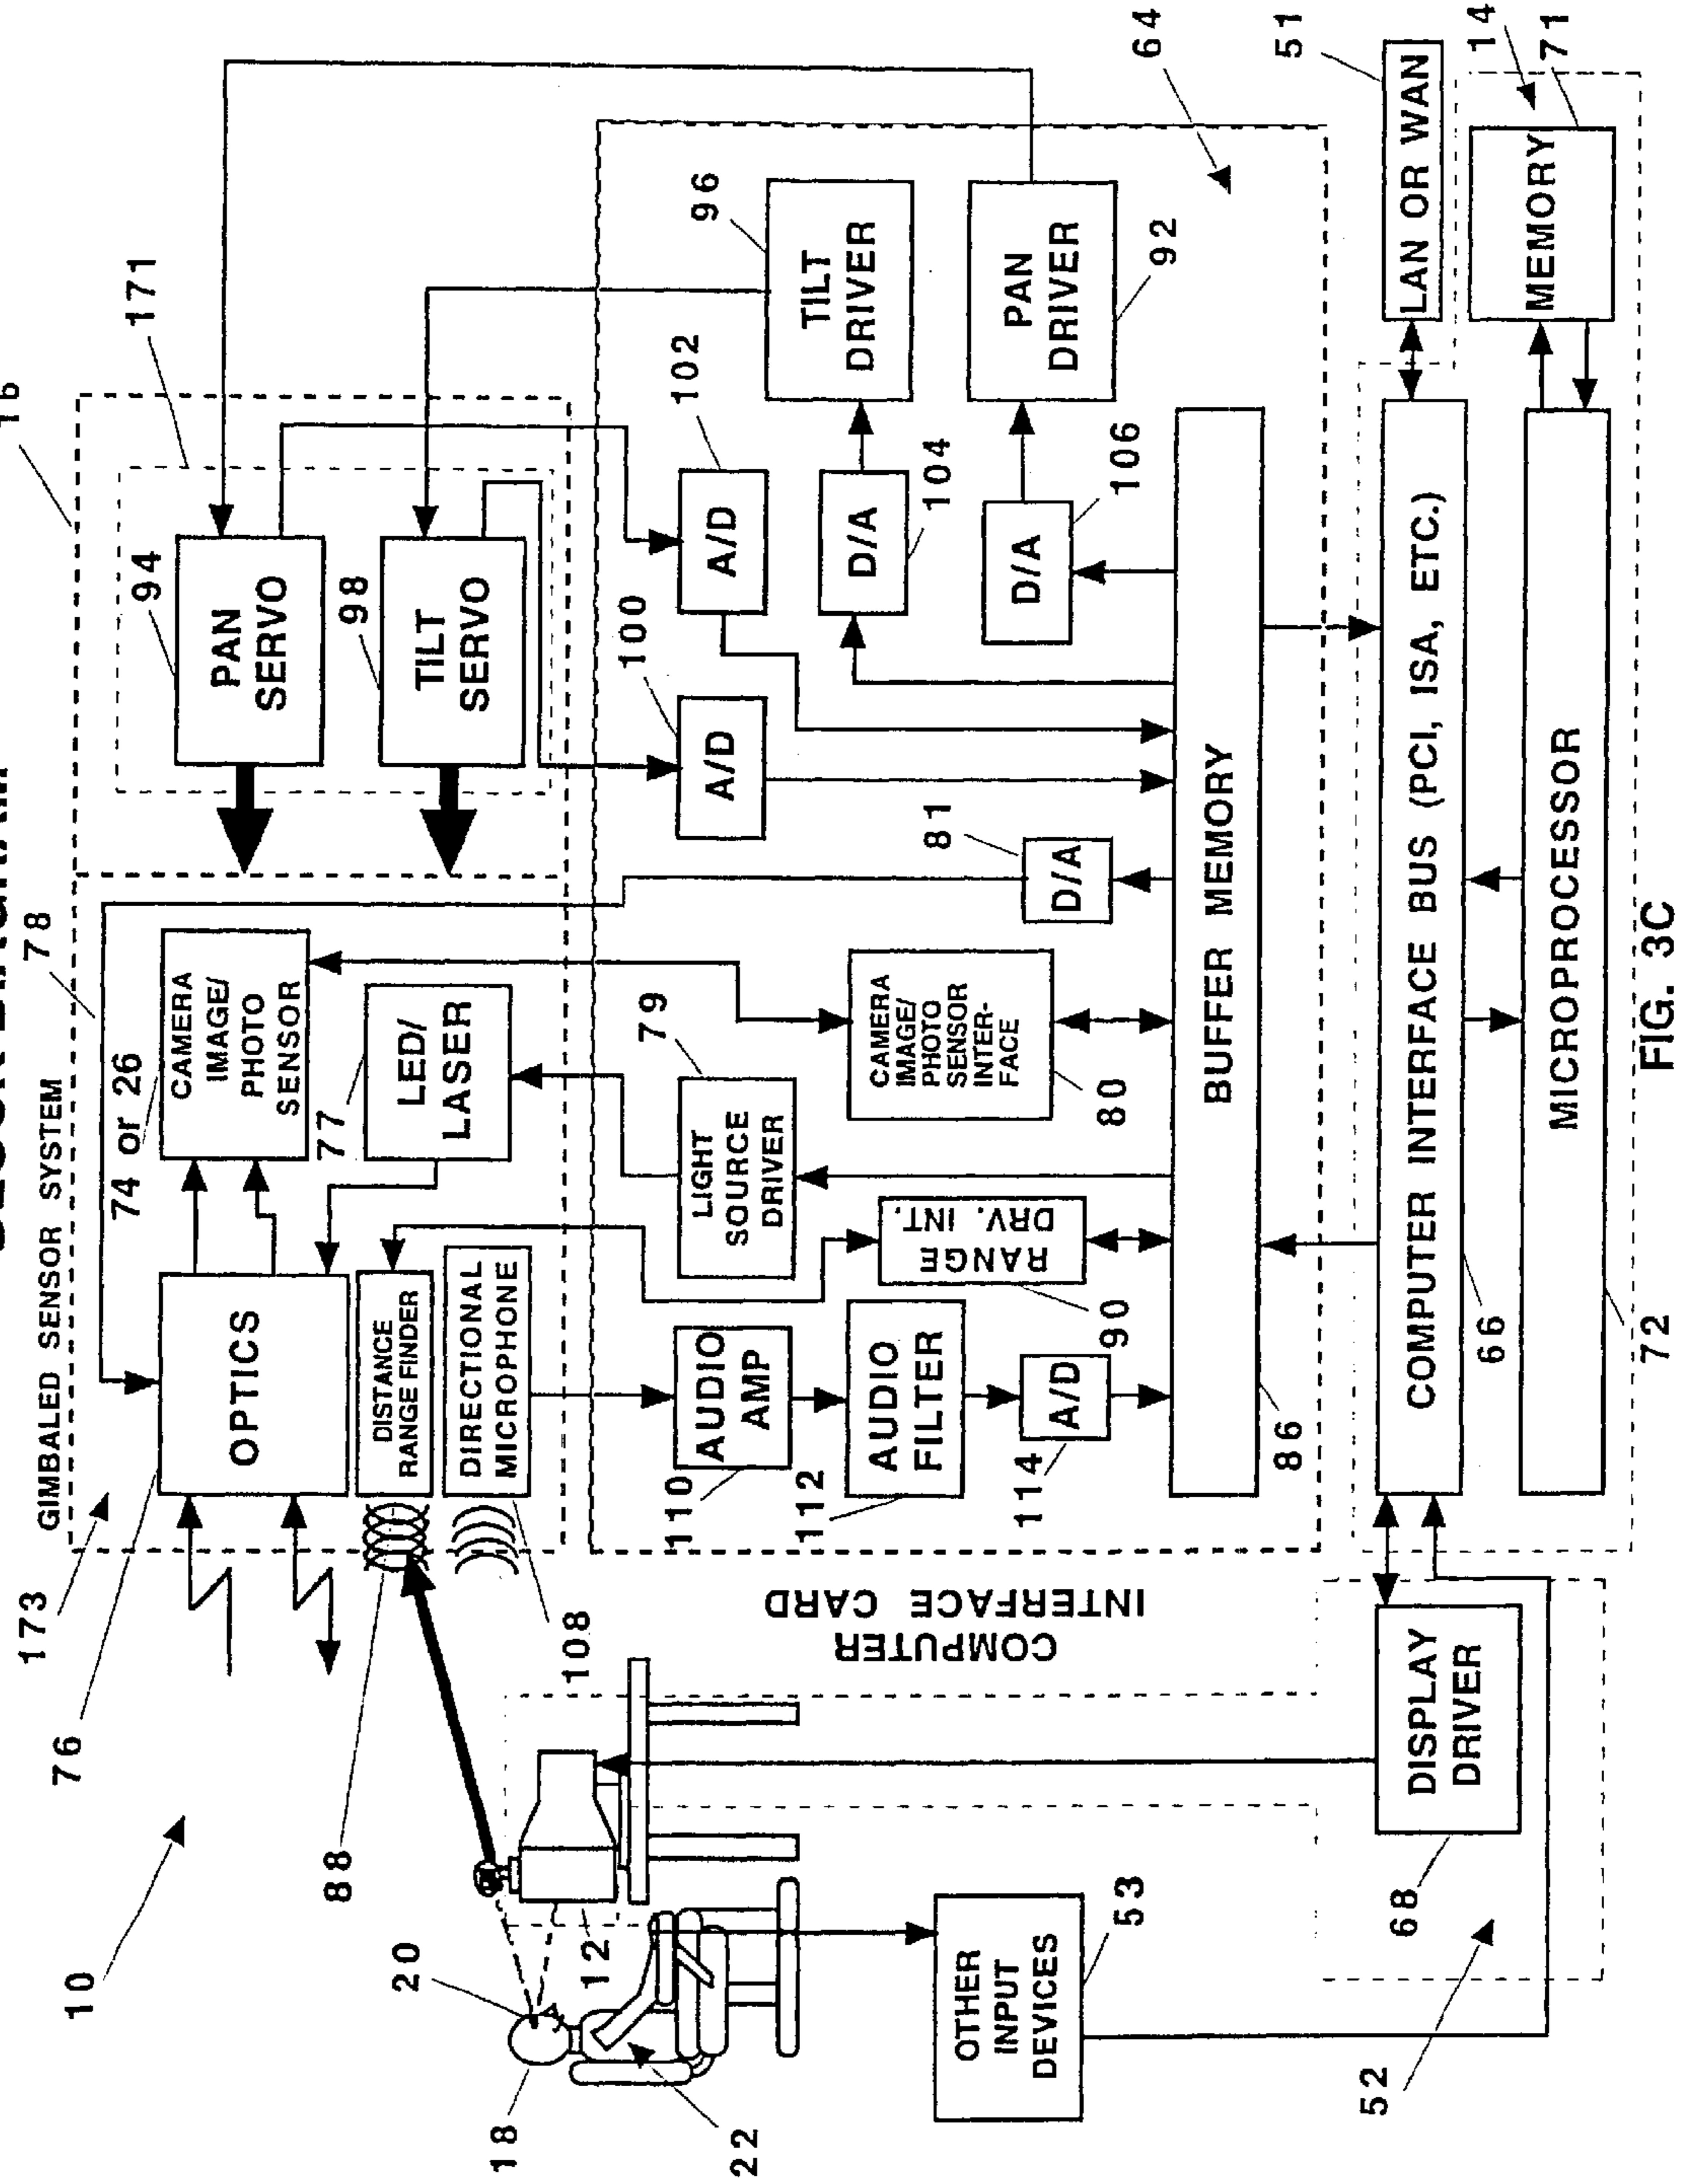 16
GIMBALED SENSOR SYSTEM
173
76
78
74 or 26
94
171
OPTICS
CAMERA
IMAGE/
PHOTO
SENSOR
77
LED/
LASER
PAN
SERVO
98
TILT
SERVO
DISTANCE
RANGE FINDER
DIRECTIONAL
MICROPHONE
10
88
108
20
18
22
12
COMPUTER
INTERFACE CARD
110
AUDIO
AMP
112
AUDIO
FILTER
114
A/D
90
RANGE
DRV. INT.
79
LIGHT
SOURCE
DRIVER
80
CAMERA
IMAGE/
PHOTO
SENSOR
INTER-
FACE
81
D/A
100
A/D
102
A/D
104
D/A
106
D/A
96
TILT
DRIVER
92
PAN
DRIVER
64
86
BUFFER MEMORY
OTHER
INPUT
DEVICES
53
52
68
DISPLAY
DRIVER
66
COMPUTER INTERFACE BUS (PCI, ISA, ETC.)
LAN OR WAN
51
72
MICROPROCESSOR
MEMORY
14
71
FIG. 3C